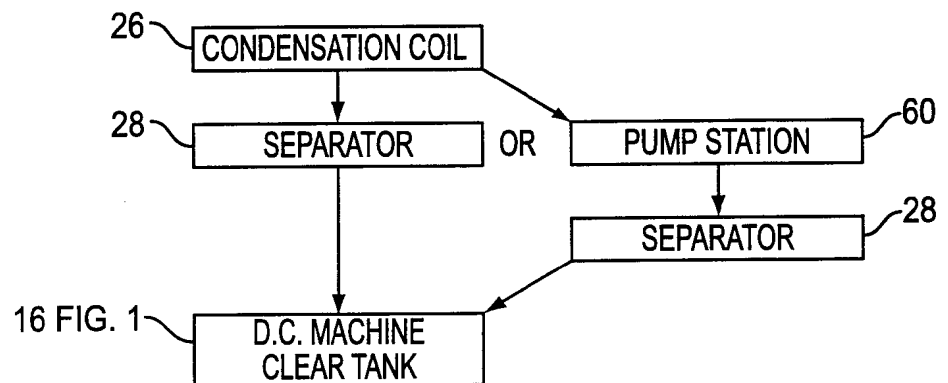 26
CONDENSATION COIL
28
SEPARATOR
OR
PUMP STATION
60
SEPARATOR
28
16 FIG. 1
D.C. MACHINE
CLEAR TANK